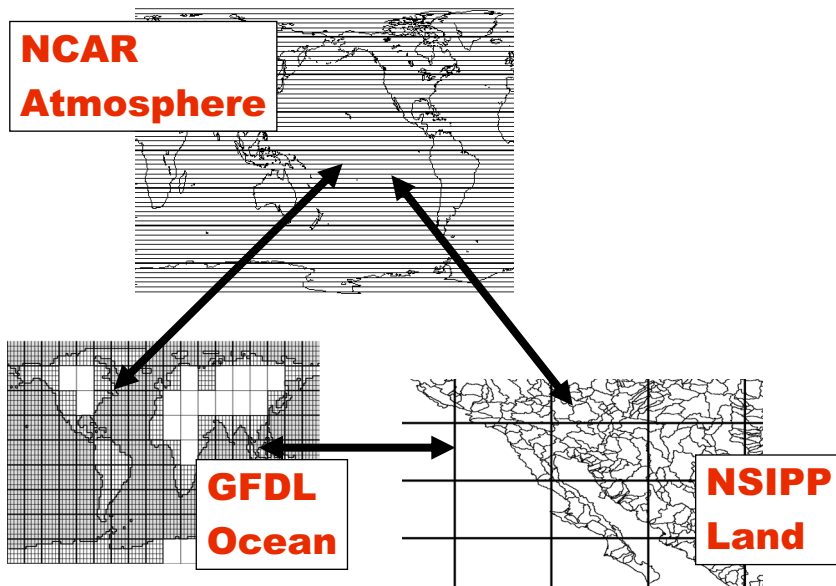 NCAR
Atmosphere
GFDL
Ocean
NSIPP
Land